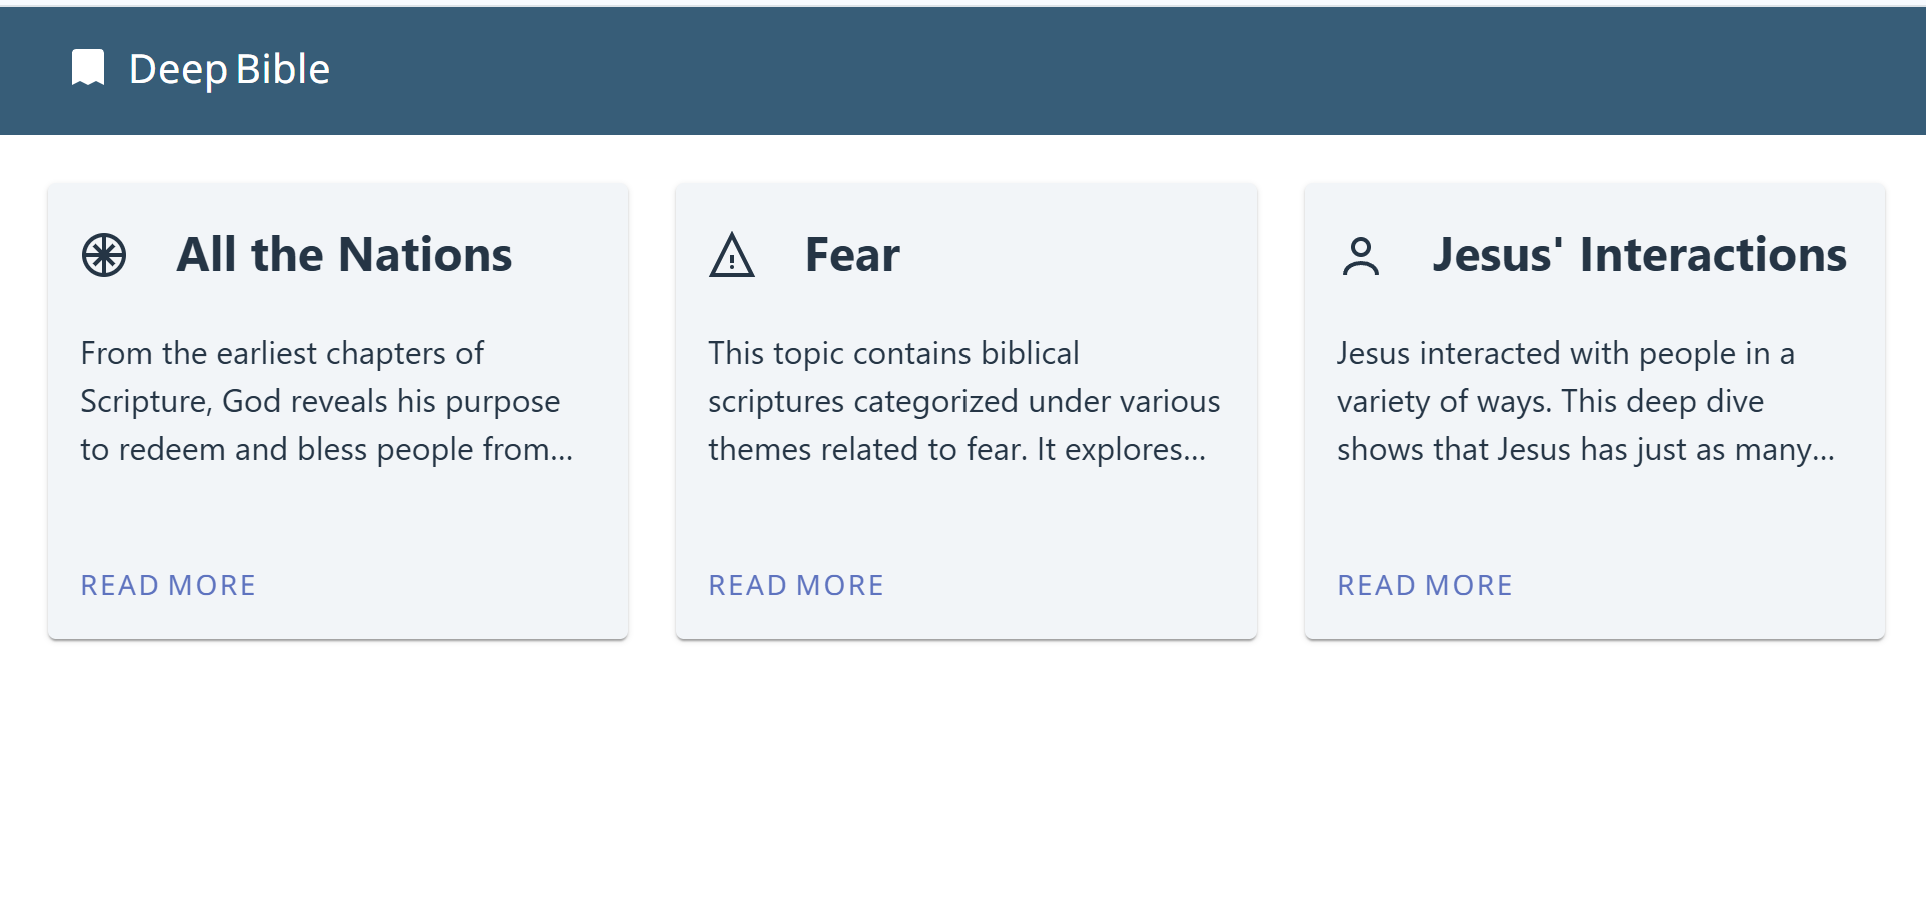 Deep Bible
All the Nations
From the earliest chapters of
Scripture, God reveals his purpose
to redeem and bless people from...
READ MORE
Fear
This topic contains biblical
scriptures categorized under various
themes related to fear. It explores...
READ MORE
Jesus' Interactions
Jesus interacted with people in a
variety of ways. This deep dive
shows that Jesus has just as many...
READ MORE